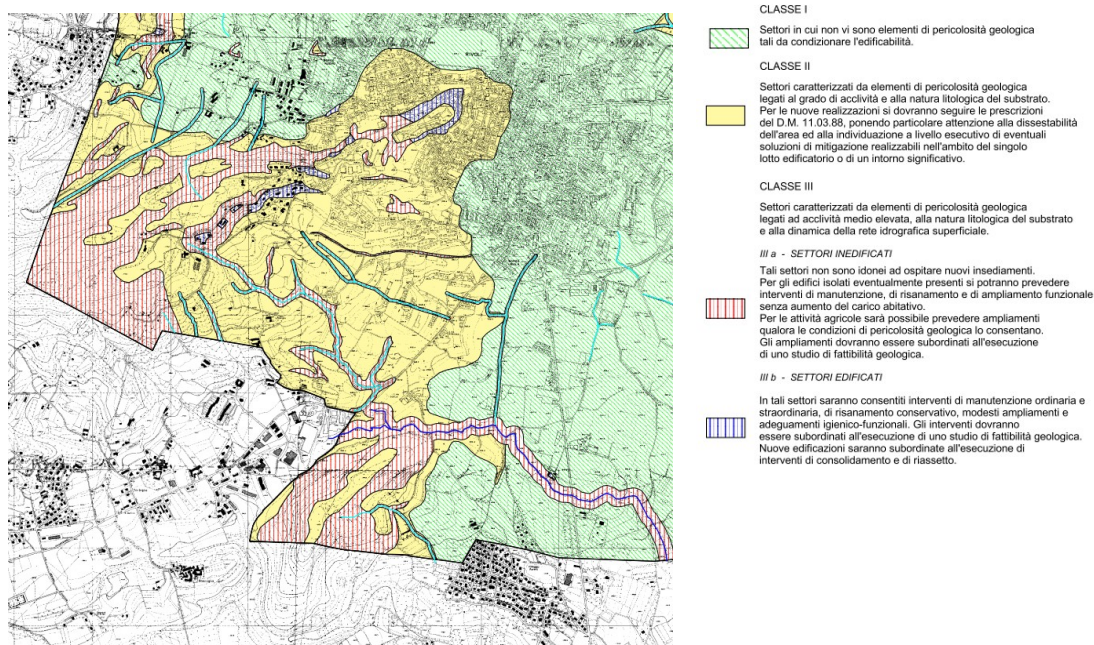 RIVOLI
CLASSE I
Settori in cui non vi sono elementi di pericolosità geologica
tali da condizionare l'edificabilità.
CLASSE II
Settori caratterizzati da elementi di pericolosità geologica
legati al grado di acclività e alla natura litologica del substrato.
Per le nuove realizzazioni si dovranno seguire le prescrizioni
del D.M. 11.03.88, ponendo particolare attenzione alla dissestabilità
dell'area ed alla individuazione a livello esecutivo di eventuali
soluzioni di mitigazione realizzabili nell'ambito del singolo
lotto edificatorio o di un intorno significativo.
CLASSE III
Settori caratterizzati da elementi di pericolosità geologica
legati ad acclività medio elevata, alla natura litologica del substrato
e alla dinamica della rete idrografica superficiale.
III a - SETTORI INEDIFICATI
Tali settori non sono idonei ad ospitare nuovi insediamenti.
Per gli edifici isolati eventualmente presenti si potranno prevedere
interventi di manutenzione, di risanamento e di ampliamento funzionale
senza aumento del carico abitativo.
Per le attività agricole sarà possibile prevedere ampliamenti
qualora le condizioni di pericolosità geologica lo consentano.
Gli ampliamenti dovranno essere subordinati all'esecuzione
di uno studio di fattibilità geologica.
III b - SETTORI EDIFICATI
In tali settori saranno consentiti interventi di manutenzione ordinaria e
straordinaria, di risanamento conservativo, modesti ampliamenti e
adeguamenti igienico-funzionali. Gli interventi dovranno
essere subordinati all'esecuzione di uno studio di fattibilità geologica.
Nuove edificazioni saranno subordinate all'esecuzione di
interventi di consolidamento e di riassetto.